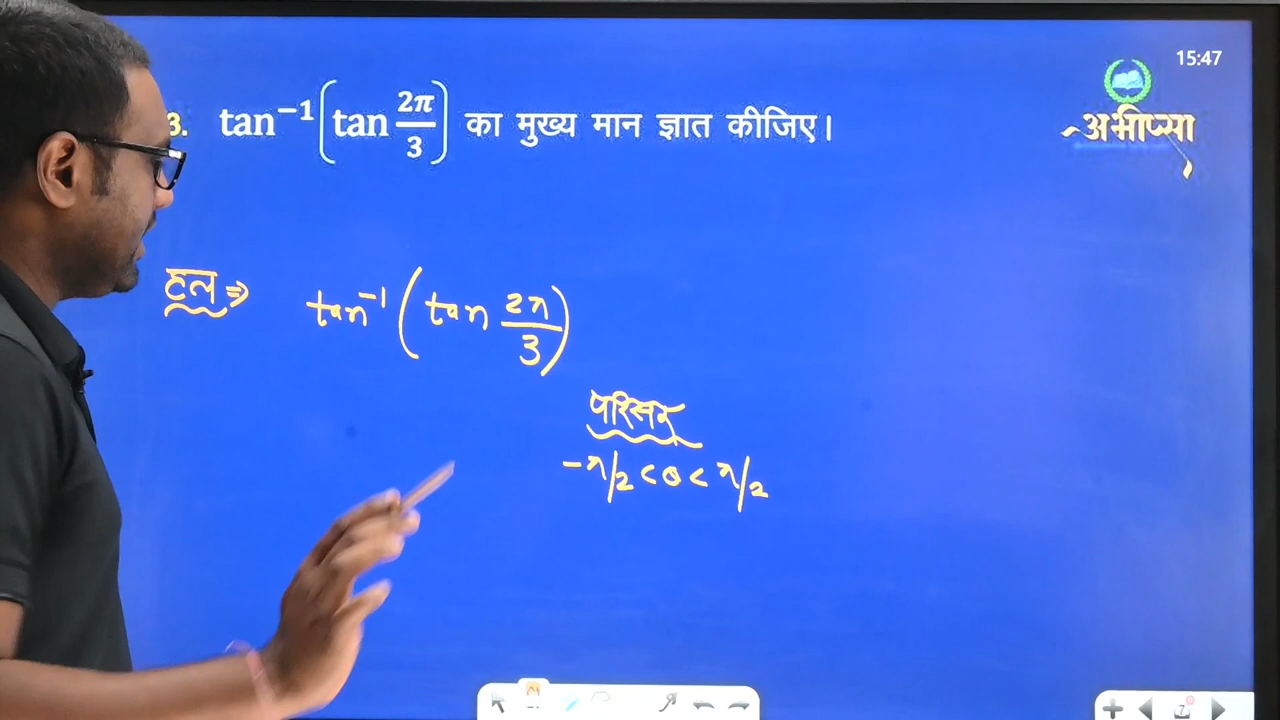 15:47
अभीप्सा
3. tan⁻¹(tan 2π/3) का मुख्य मान ज्ञात कीजिए।
हल ⇒ tan⁻¹(tan 2π/3)
परिसर
-π/2 < θ < π/2
7